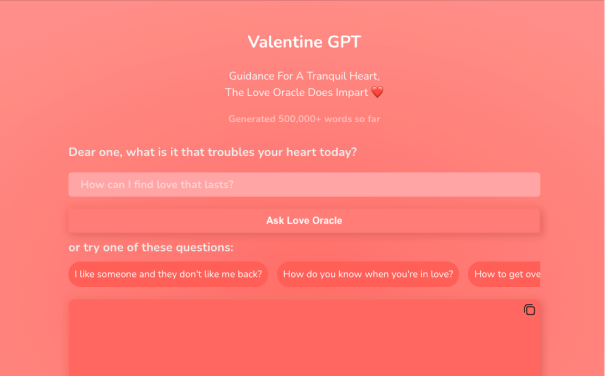 Valentine GPT
Guidance For A Tranquil Heart,
The Love Oracle Does Impart ❤️
Generated 500,000+ words so far
Dear one, what is it that troubles your heart today?
How can I find love that lasts?
Ask Love Oracle
or try one of these questions:
I like someone and they don't like me back?
How do you know when you're in love?
How to get ove